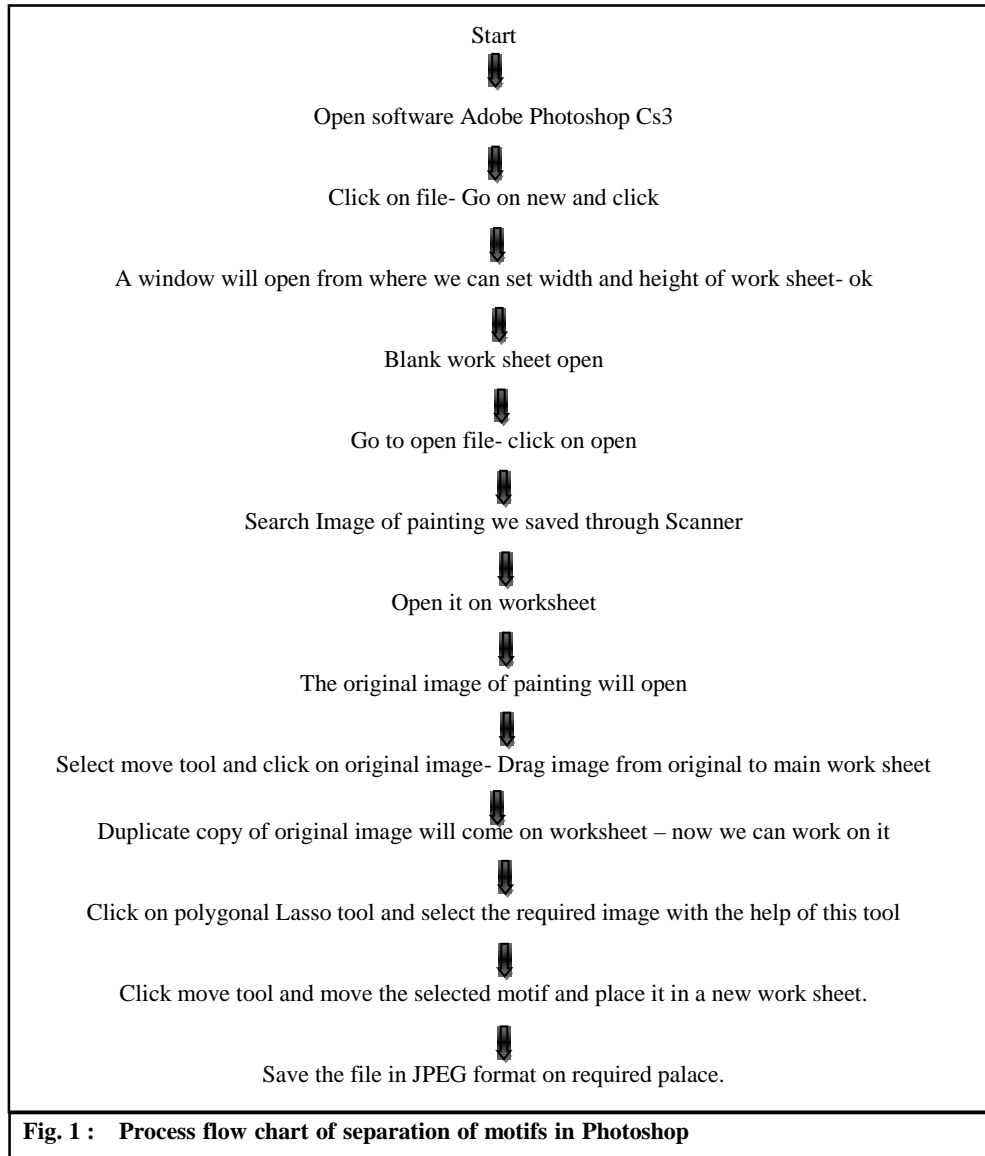 Start
Open software Adobe Photoshop Cs3
Click on file- Go on new and click
A window will open from where we can set width and height of work sheet- ok
Blank work sheet open
Go to open file- click on open
Search Image of painting we saved through Scanner
Open it on worksheet
The original image of painting will open
Select move tool and click on original image- Drag image from original to main work sheet
Duplicate copy of original image will come on worksheet – now we can work on it
Click on polygonal Lasso tool and select the required image with the help of this tool
Click move tool and move the selected motif and place it in a new work sheet.
Save the file in JPEG format on required palace.
Fig. 1 : Process flow chart of separation of motifs in Photoshop